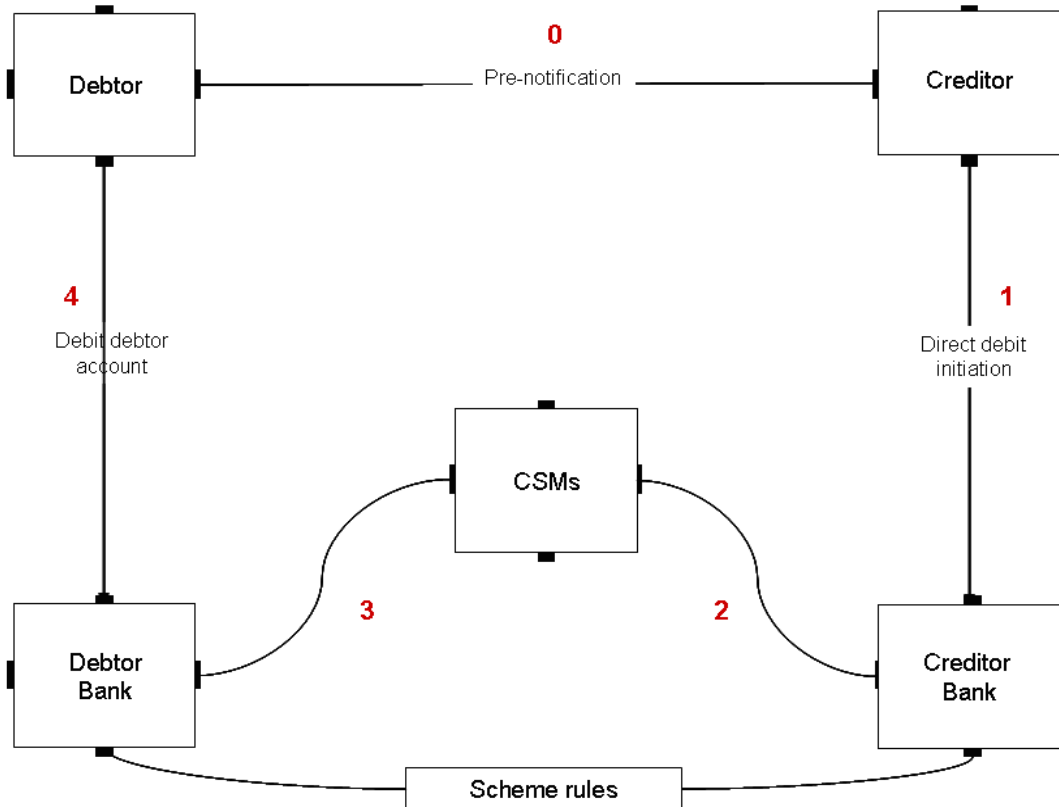 0
Debtor
Pre-notification
Creditor
4
1
Debit debtor
account
Direct debit
initiation
CSMs
3
2
Debtor
Bank
Creditor
Bank
Scheme rules